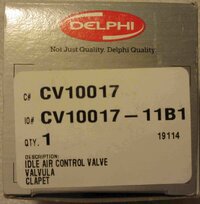 DELPHI
Not Just Quality. Delphi Quality.
C# CV10017
ID# CV10017-11B1
QTY. 1 19114
DESCRIPTION:
IDLE AIR CONTROL VALVE
VALVULA
CLAPET